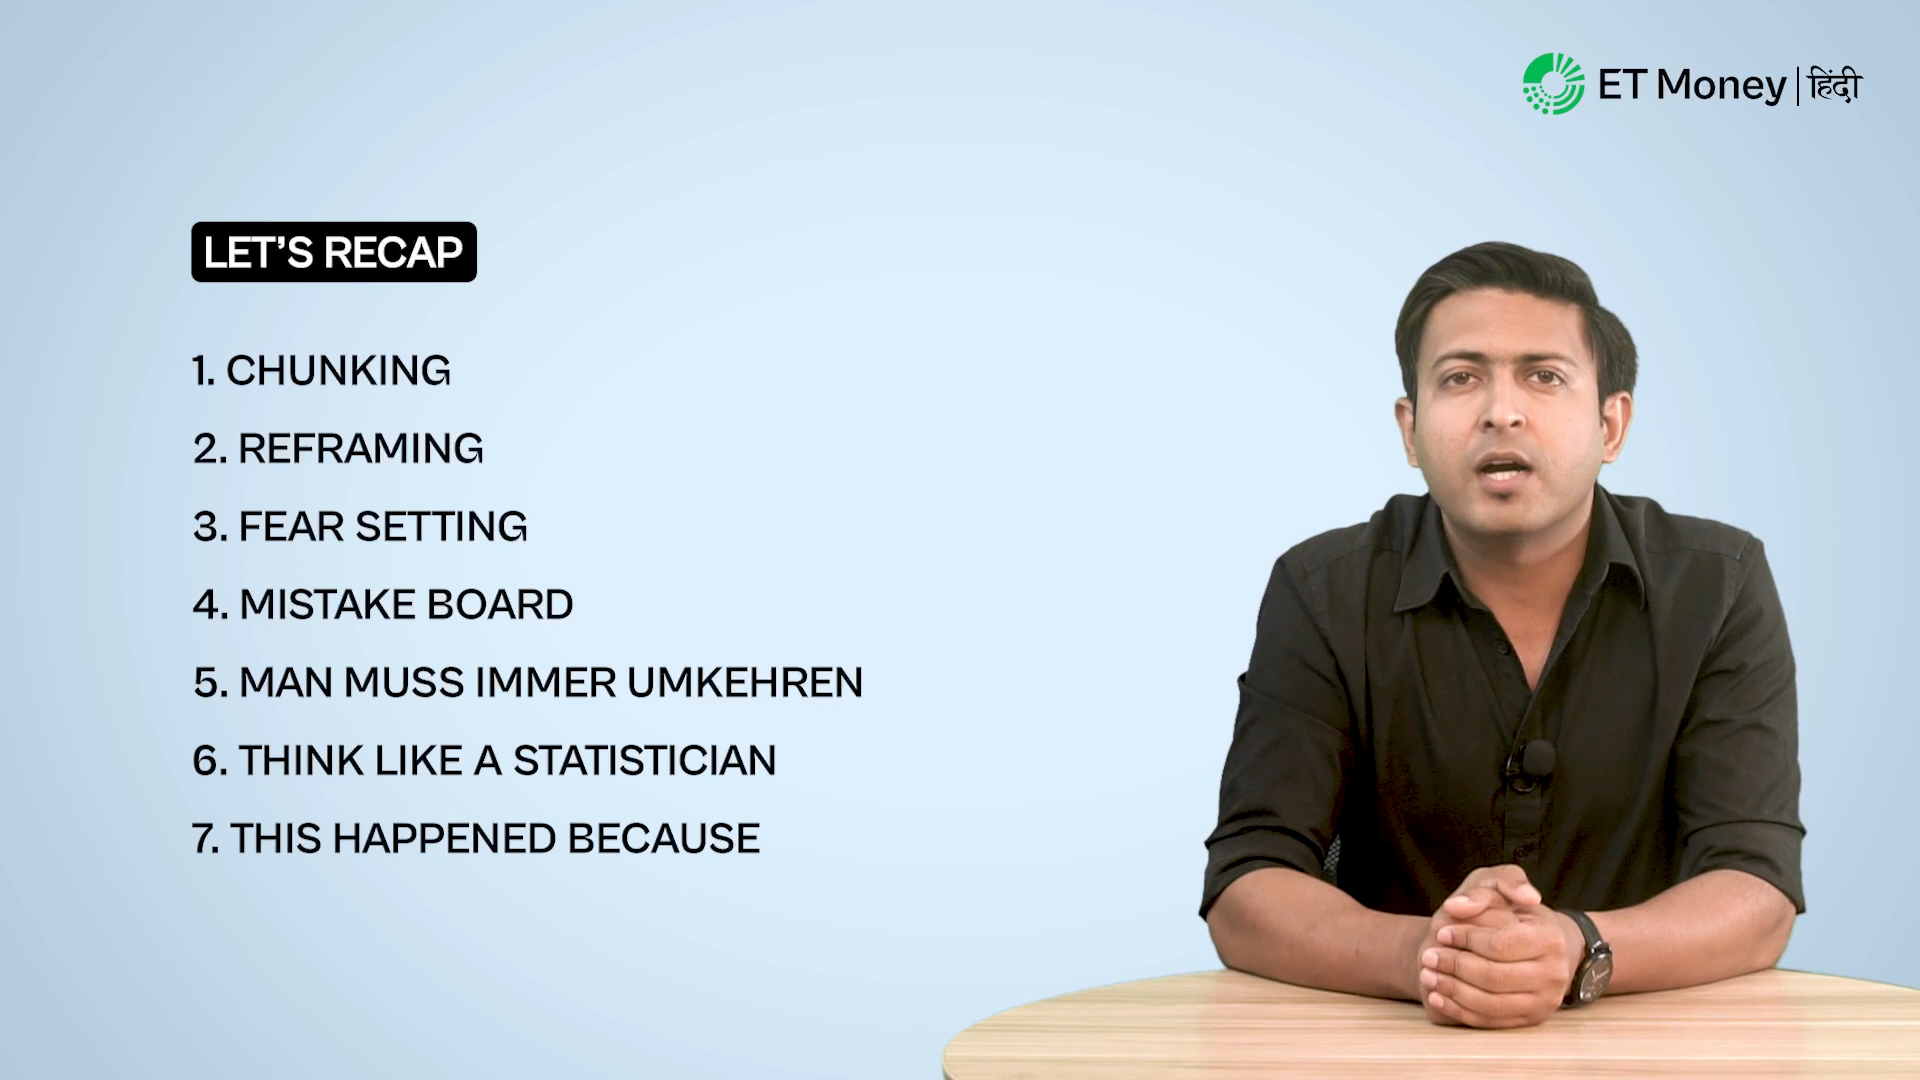 ET Money | हिंदी
LET'S RECAP
1. CHUNKING
2. REFRAMING
3. FEAR SETTING
4. MISTAKE BOARD
5. MAN MUSS IMMER UMKEHREN
6. THINK LIKE A STATISTICIAN
7. THIS HAPPENED BECAUSE